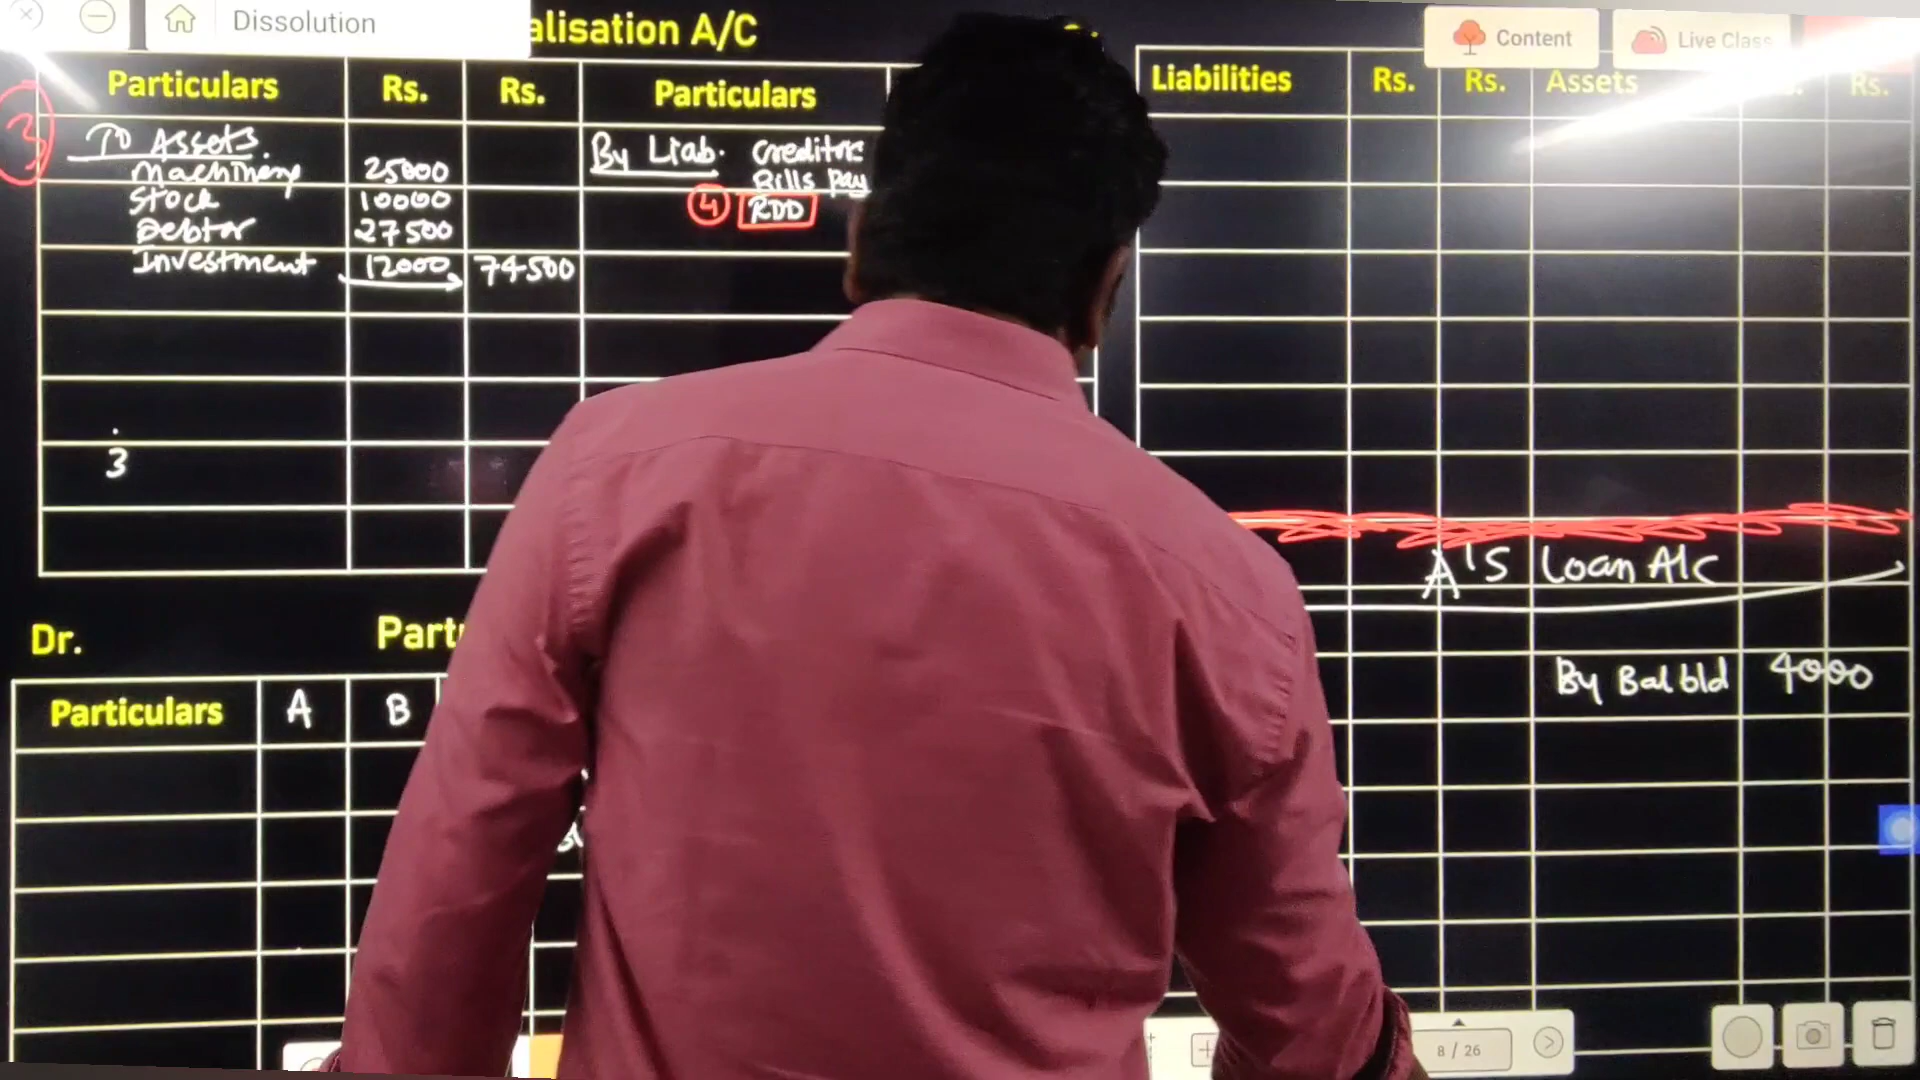 Dissolution
alisation A/C
Content
Live Class
Particulars Rs. Rs. Particulars
Liabilities Rs. Rs. Assets Rs.
3
To Assets
Machinery 25000
Stock 10000
Debtor 27500
Investment 12000 74500
By Liab. Creditors
Bills Pay
4 RDD
3
A'S Loan A/c
By Bal b/d 4000
Dr.
Part
Particulars A B
8 / 26